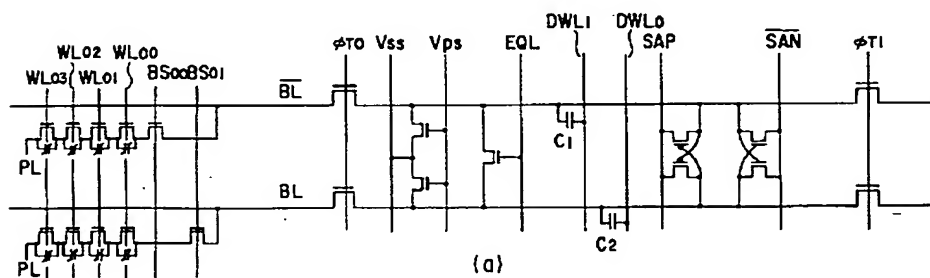 DWL1 DWL0
WL02 WL00 φT0 Vss Vps EQL SAP SAN φT1
WL03 WL01 BS00 BS01 BL
C1
PL
BL
C2
PL
(a)